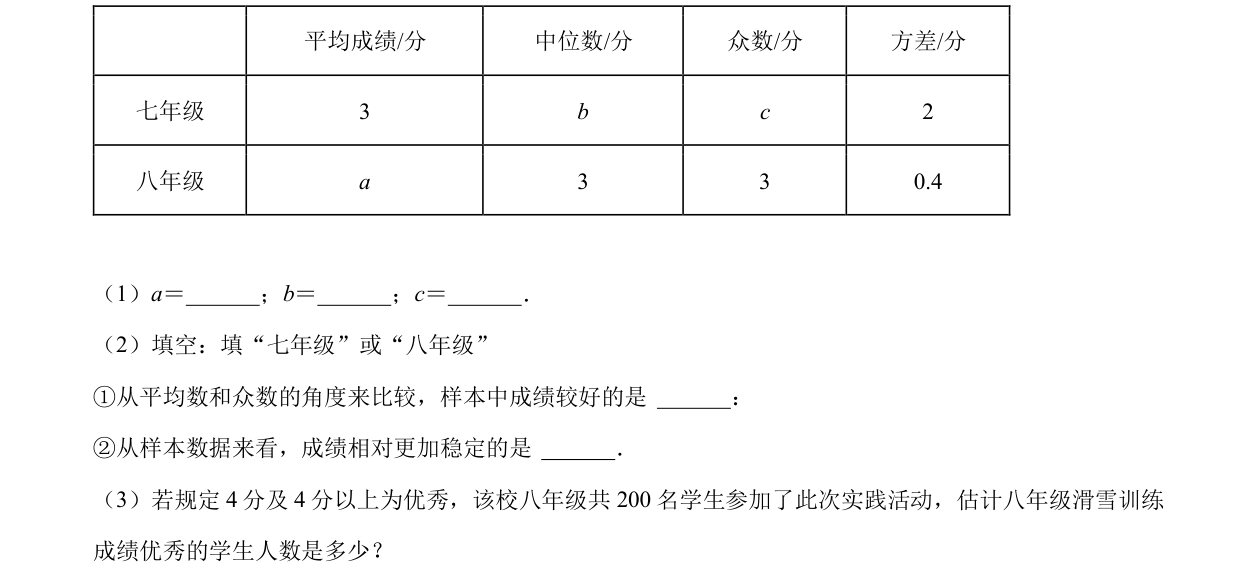 平均成绩/分 中位数/分 众数/分 方差/分
七年级 3 b c 2
八年级 a 3 3 0.4
（1）a＝______；b＝______；c＝______．
（2）填空：填“七年级”或“八年级”
①从平均数和众数的角度来比较，样本中成绩较好的是 ______：
②从样本数据来看，成绩相对更加稳定的是 ______．
（3）若规定 4 分及 4 分以上为优秀，该校八年级共 200 名学生参加了此次实践活动，估计八年级滑雪训练
成绩优秀的学生人数是多少？